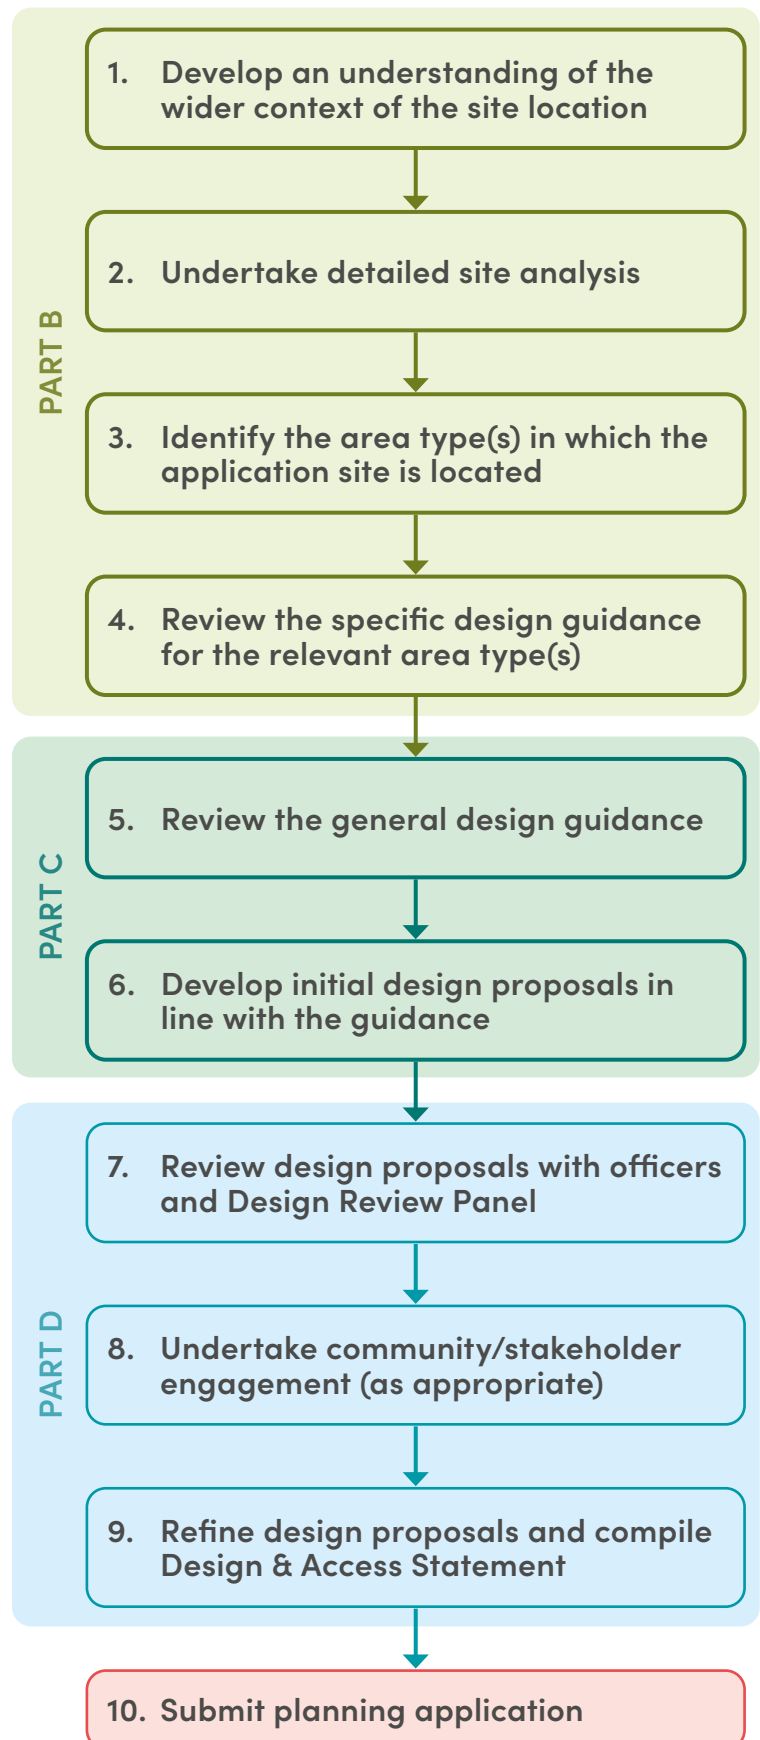 PART B
1. Develop an understanding of the
wider context of the site location
2. Undertake detailed site analysis
3. Identify the area type(s) in which the
application site is located
4. Review the specific design guidance
for the relevant area type(s)
PART C
5. Review the general design guidance
6. Develop initial design proposals in
line with the guidance
PART D
7. Review design proposals with officers
and Design Review Panel
8. Undertake community/stakeholder
engagement (as appropriate)
9. Refine design proposals and compile
Design & Access Statement
10. Submit planning application